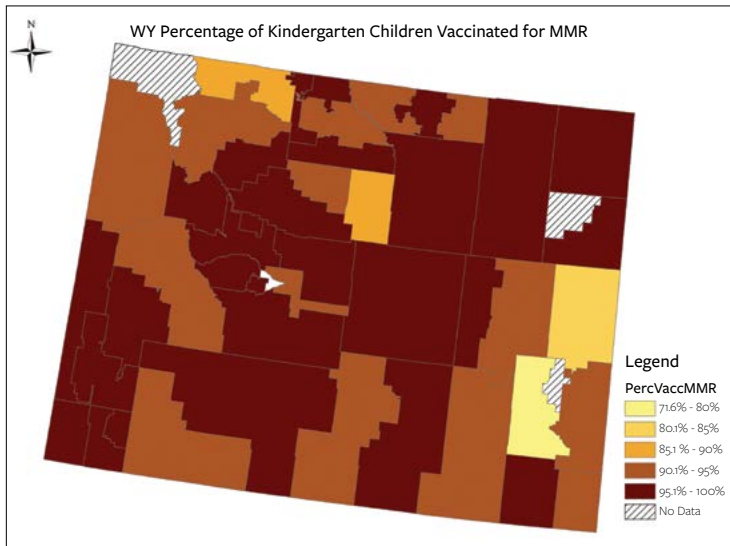 WY Percentage of Kindergarten Children Vaccinated for MMR
N
Legend
PercVaccMMR
71.6% - 80%
80.1% - 85%
85.1 % - 90%
90.1% - 95%
95.1% - 100%
No Data